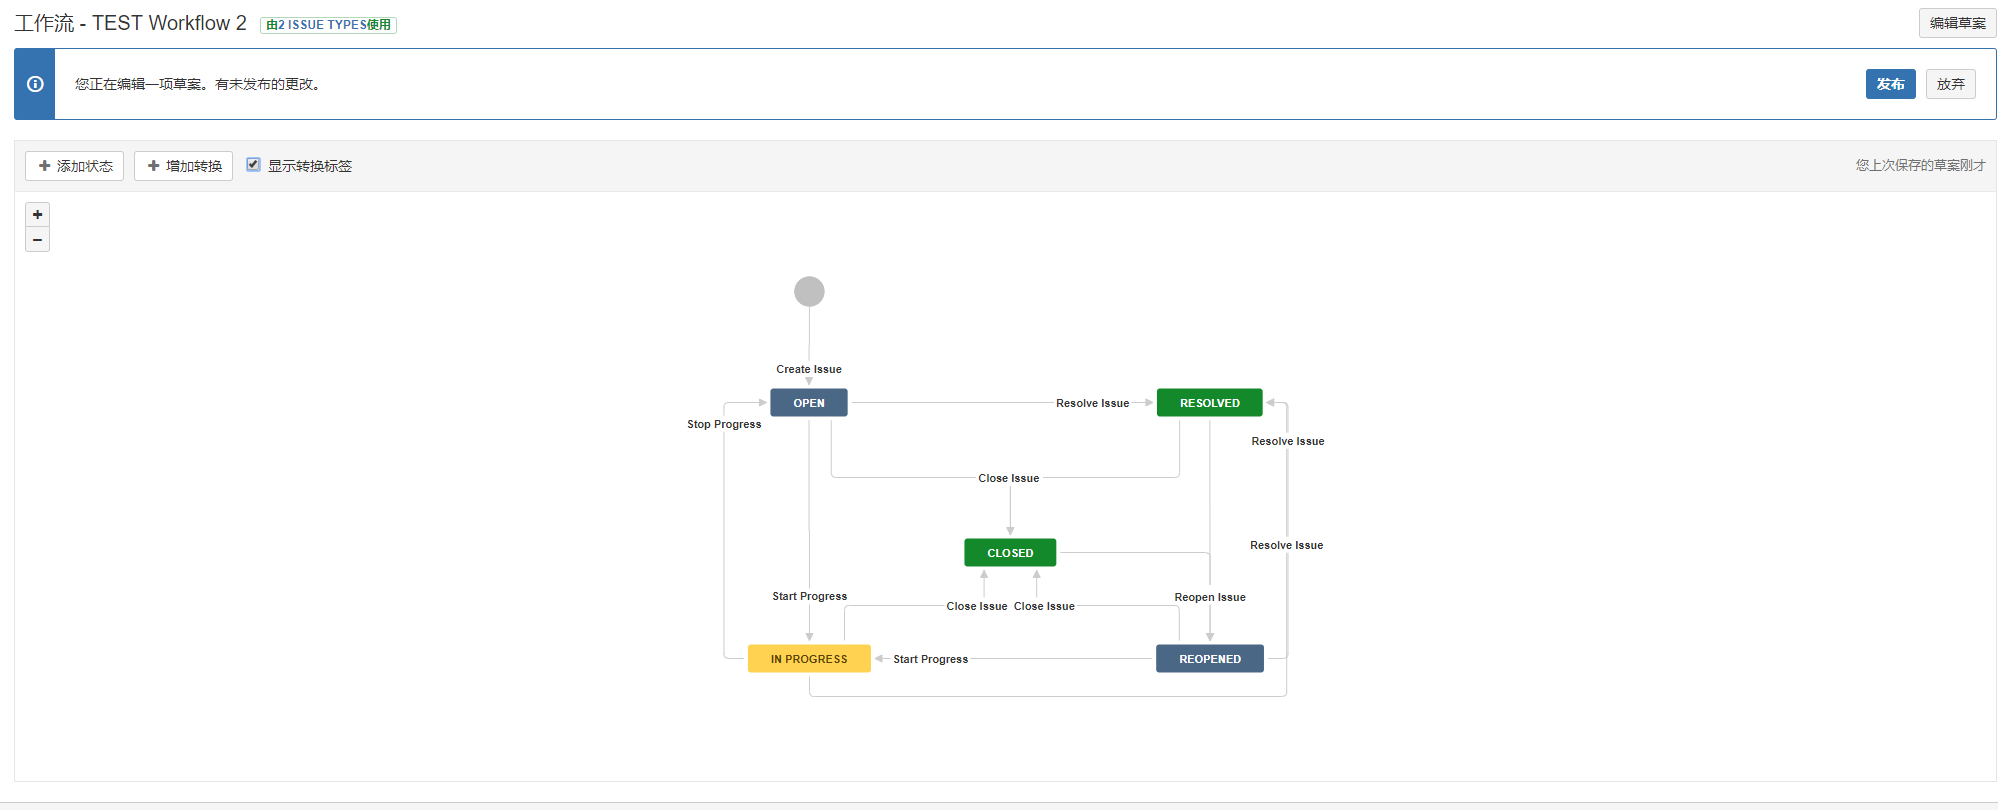 工作流 - TEST Workflow 2 由2 ISSUE TYPES使用
编辑草案
您正在编辑一项草案。有未发布的更改。
发布 放弃
添加状态 增加转换 显示转换标签
您上次保存的草案刚才
Create Issue
OPEN
Resolve Issue
RESOLVED
Stop Progress
Resolve Issue
Close Issue
Resolve Issue
CLOSED
Start Progress
Reopen Issue
Close Issue Close Issue
IN PROGRESS
Start Progress
REOPENED